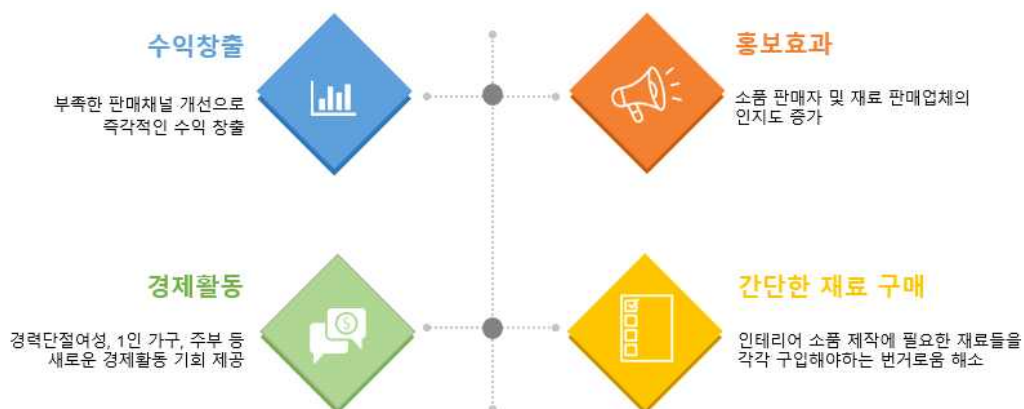 수익창출
부족한 판매채널 개선으로
즉각적인 수익 창출
홍보효과
소품 판매자 및 재료 판매업체의
인지도 증가
경제활동
경력단절여성, 1인 가구, 주부 등
새로운 경제활동 기회 제공
간단한 재료 구매
인테리어 소품 제작에 필요한 재료들을
각각 구입해야하는 번거로움 해소